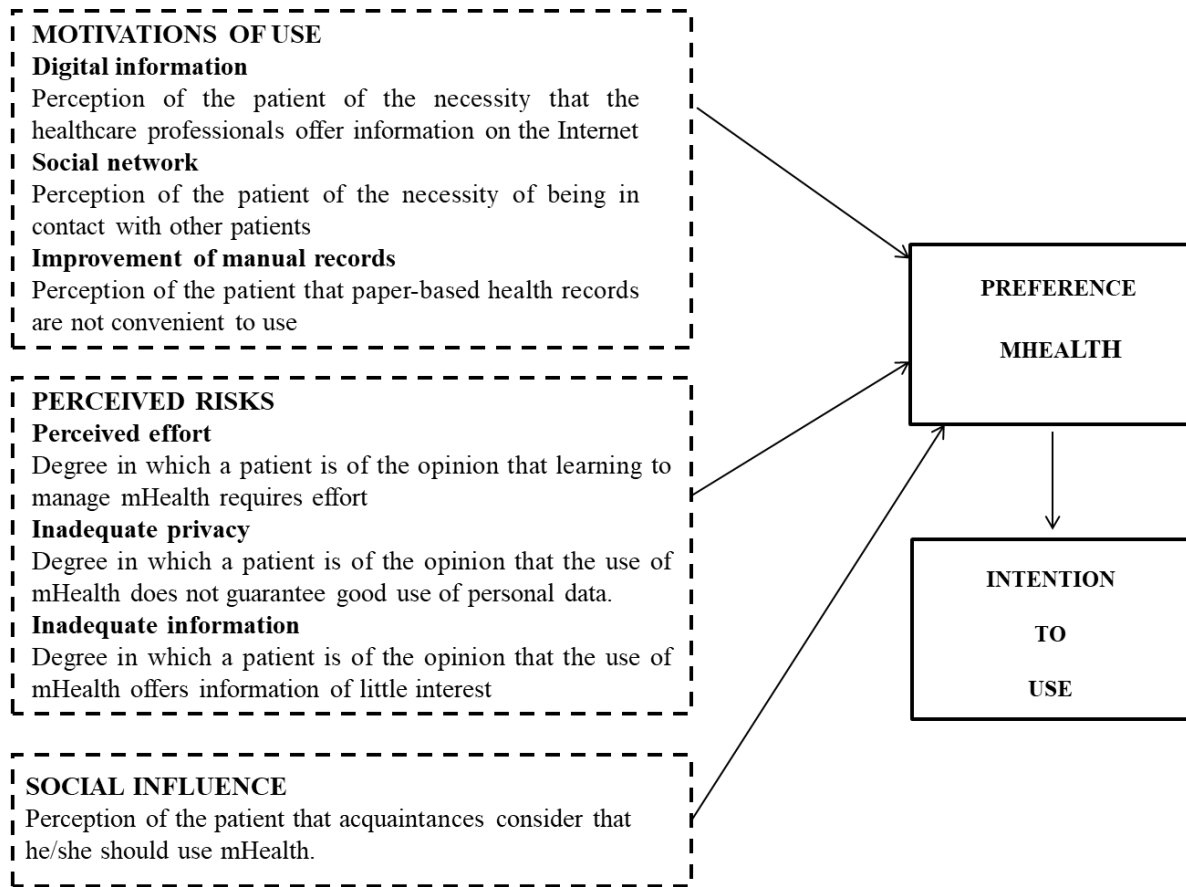 MOTIVATIONS OF USE
Digital information
Perception of the patient of the necessity that the
healthcare professionals offer information on the Internet
Social network
Perception of the patient of the necessity of being in
contact with other patients
Improvement of manual records
Perception of the patient that paper-based health records
are not convenient to use
PERCEIVED RISKS
Perceived effort
Degree in which a patient is of the opinion that learning to
manage mHealth requires effort
Inadequate privacy
Degree in which a patient is of the opinion that the use of
mHealth does not guarantee good use of personal data.
Inadequate information
Degree in which a patient is of the opinion that the use of
mHealth offers information of little interest
SOCIAL INFLUENCE
Perception of the patient that acquaintances consider that
he/she should use mHealth.
PREFERENCE
MHEALTH
INTENTION
TO
USE